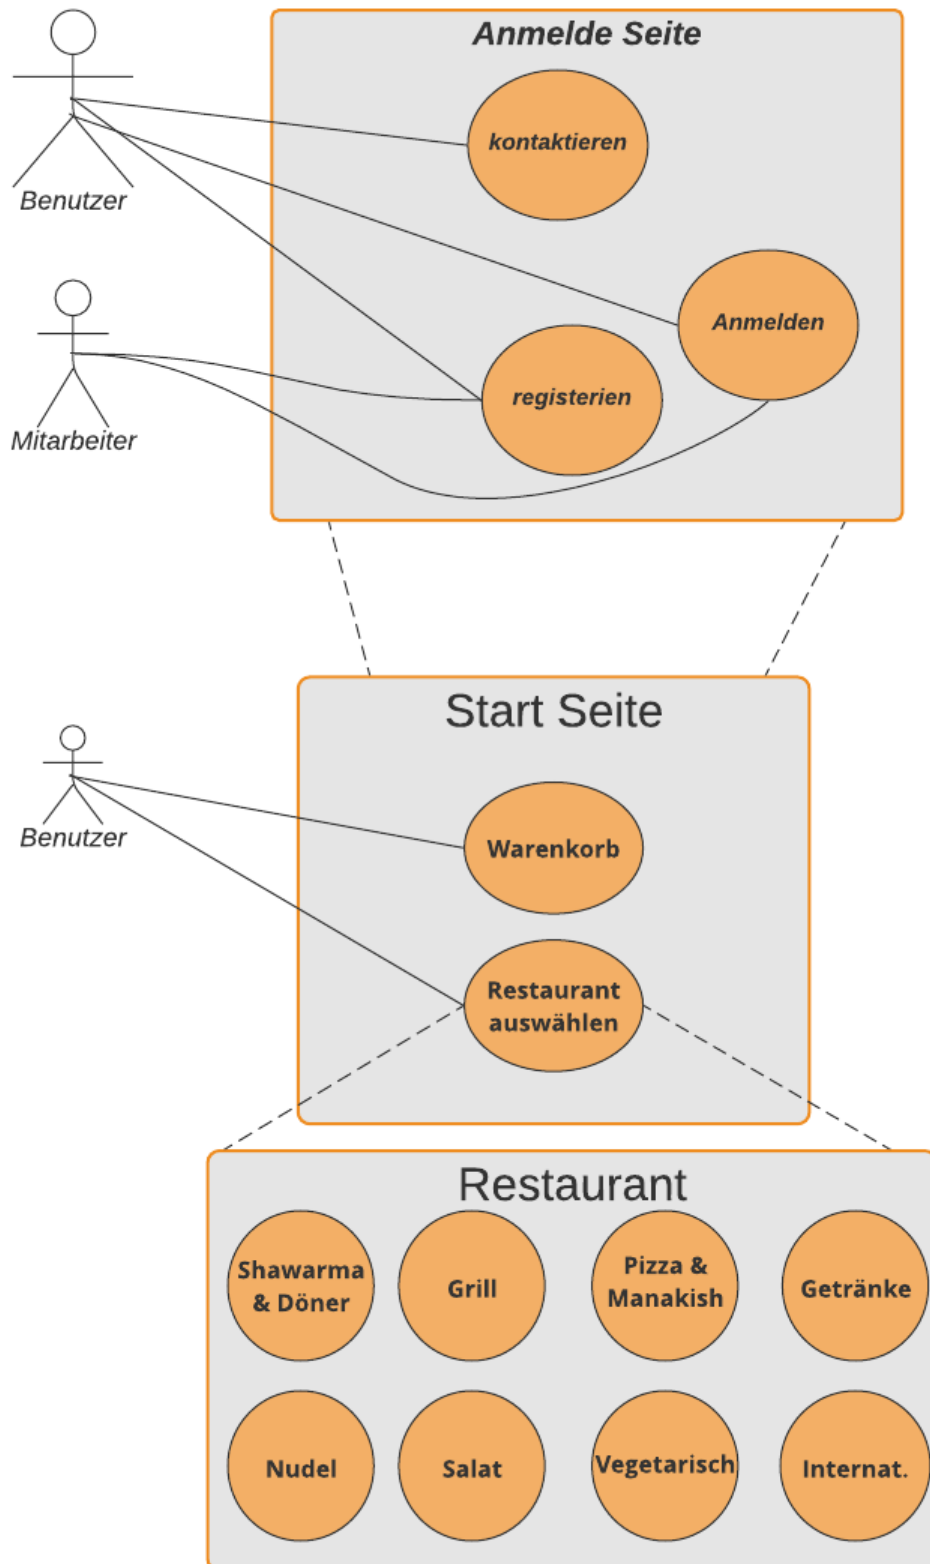 Anmelde Seite
kontaktieren
Benutzer
Anmelden
registerien
Mitarbeiter
Start Seite
Benutzer
Warenkorb
Restaurant
auswählen
Restaurant
Shawarma
& Döner
Grill
Pizza &
Manakish
Getränke
Nudel
Salat
Vegetarisch
Internat.